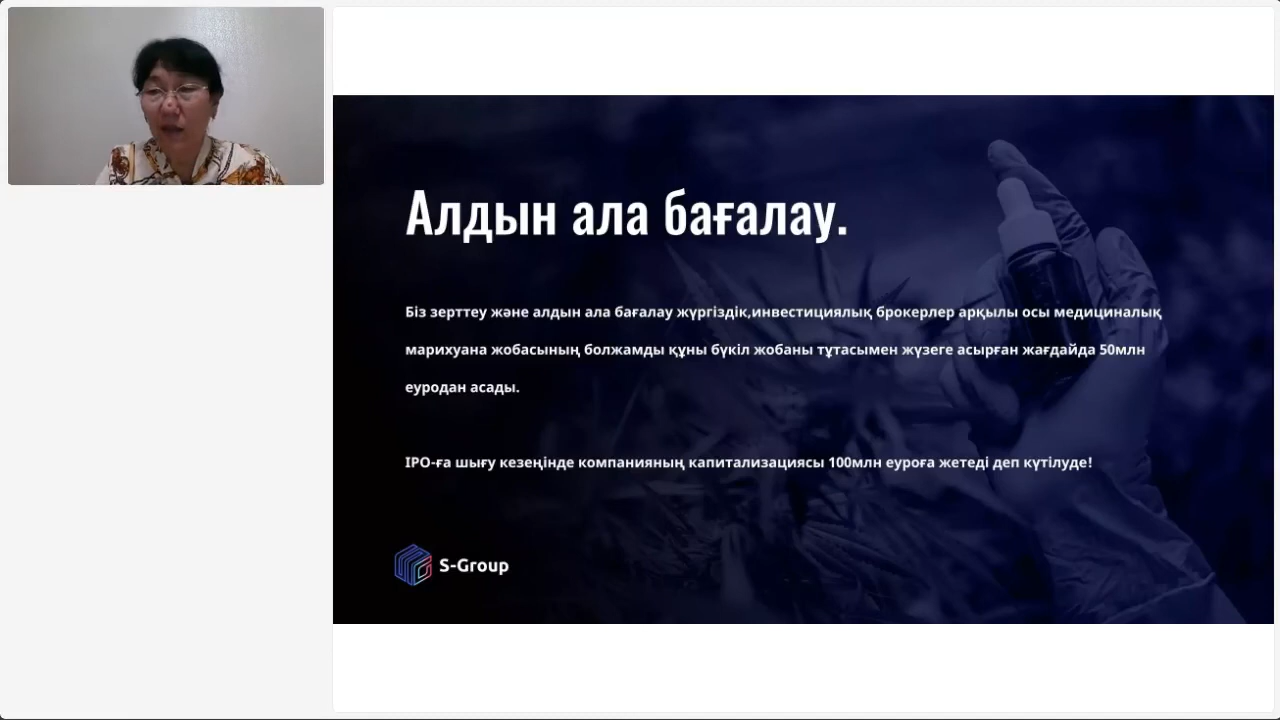 Алдын ала бағалау.
Біз зерттеу және алдын ала бағалау жүргіздік,инвестициялық брокерлер арқылы осы медициналық
марихуана жобасының болжамды құны бүкіл жобаны тұтасымен жүзеге асырған жағдайда 50млн
еуродан асады.
IPO-ға шығу кезеңінде компанияның капитализациясы 100млн еуроға жетеді деп күтілуде!
S-Group